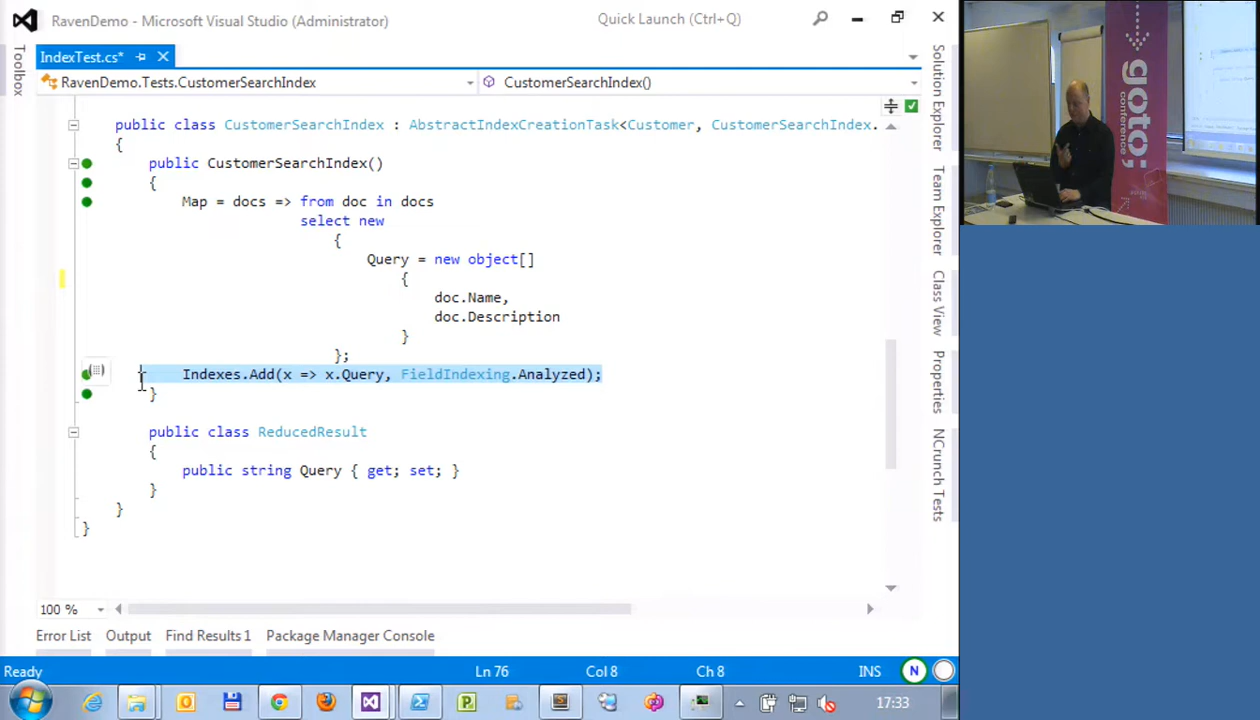 RavenDemo - Microsoft Visual Studio (Administrator)
Quick Launch (Ctrl+Q)
IndexTest.cs*
RavenDemo.Tests.CustomerSearchIndex
CustomerSearchIndex()
public class CustomerSearchIndex : AbstractIndexCreationTask<Customer, CustomerSearchIndex.
{
public CustomerSearchIndex()
{
Map = docs => from doc in docs
select new
{
Query = new object[]
{
doc.Name,
doc.Description
}
};
Indexes.Add(x => x.Query, FieldIndexing.Analyzed);
}
public class ReducedResult
{
public string Query { get; set; }
}
}
}
100 %
Error List
Output
Find Results 1
Package Manager Console
Ready
Ln 76
Col 8
Ch 8
INS
N
17:33
Toolbox
Solution Explorer
Team Explorer
Class View
Properties
NCrunch Tests
goto;
conference